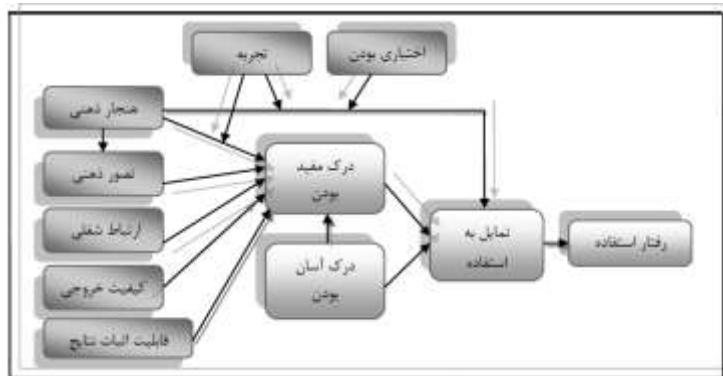 تجربه
اختیاری بودن
هنجار ذهنی
تصور ذهنی
ارتباط شغلی
کیفیت خروجی
قابلیت اثبات نتایج
درک مفید
بودن
درک آسان
بودن
تمایل به
استفاده
رفتار استفاده